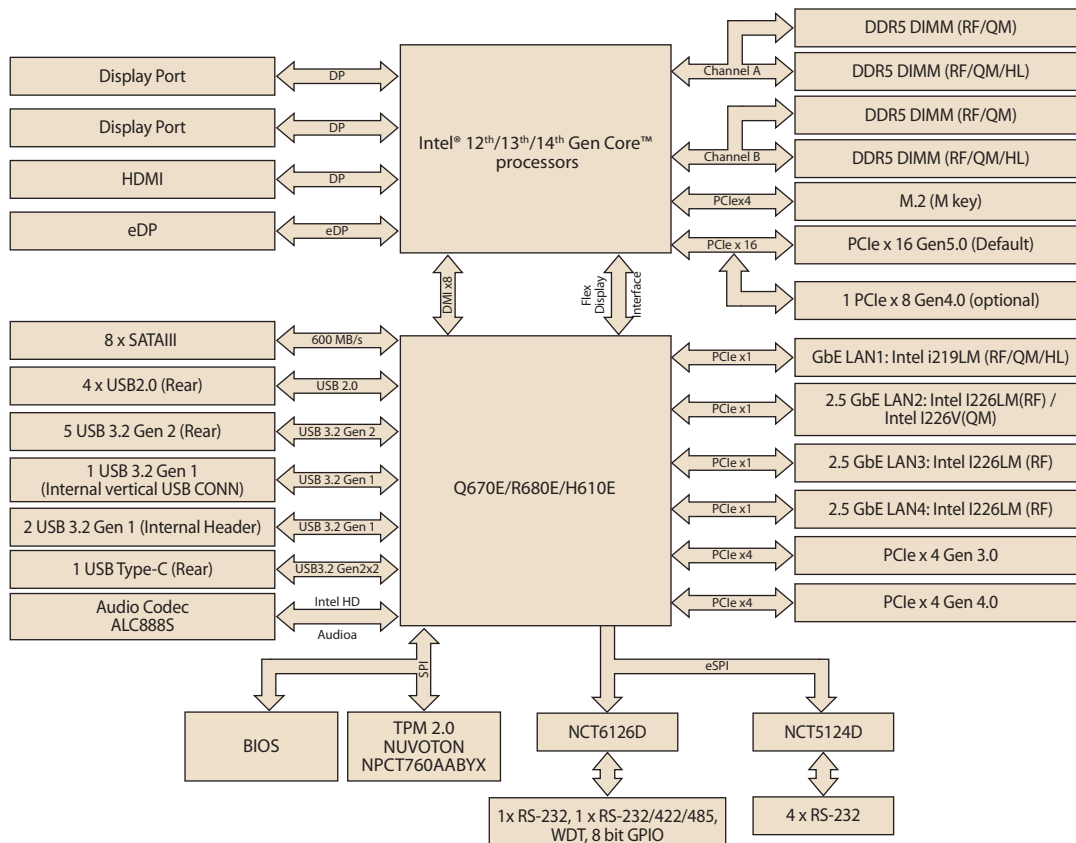 Display Port
DP
Display Port
DP
HDMI
DP
eDP
eDP
Intel® 12th/13th/14th Gen Core™
processors
Channel A
DDR5 DIMM (RF/QM)
DDR5 DIMM (RF/QM/HL)
Channel B
DDR5 DIMM (RF/QM)
DDR5 DIMM (RF/QM/HL)
PCIex4
M.2 (M key)
PCIe x 16
PCIe x 16 Gen5.0 (Default)
1 PCIe x 8 Gen4.0 (optional)
DMI x8
Flex
Display
Interface
8 x SATAIII
600 MB/s
4 x USB2.0 (Rear)
USB 2.0
5 USB 3.2 Gen 2 (Rear)
USB 3.2 Gen 2
1 USB 3.2 Gen 1
(Internal vertical USB CONN)
USB 3.2 Gen 1
2 USB 3.2 Gen 1 (Internal Header)
USB 3.2 Gen 1
1 USB Type-C (Rear)
USB3.2 Gen2x2
Audio Codec
ALC888S
Intel HD
Audioa
Q670E/R680E/H610E
PCIe x1
GbE LAN1: Intel i219LM (RF/QM/HL)
PCIe x1
2.5 GbE LAN2: Intel I226LM(RF) /
Intel I226V(QM)
PCIe x1
2.5 GbE LAN3: Intel I226LM (RF)
PCIe x1
2.5 GbE LAN4: Intel I226LM (RF)
PCIe x4
PCIe x 4 Gen 3.0
PCIe x4
PCIe x 4 Gen 4.0
SPI
eSPI
BIOS
TPM 2.0
NUVOTON
NPCT760AABYX
NCT6126D
NCT5124D
1x RS-232, 1 x RS-232/422/485,
WDT, 8 bit GPIO
4 x RS-232